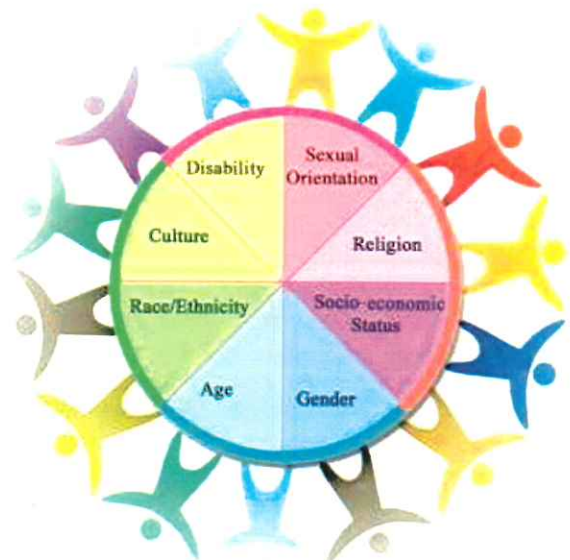 Disability
Sexual
Orientation
Culture
Religion
Race/Ethnicity
Socio-economic
Status
Age
Gender